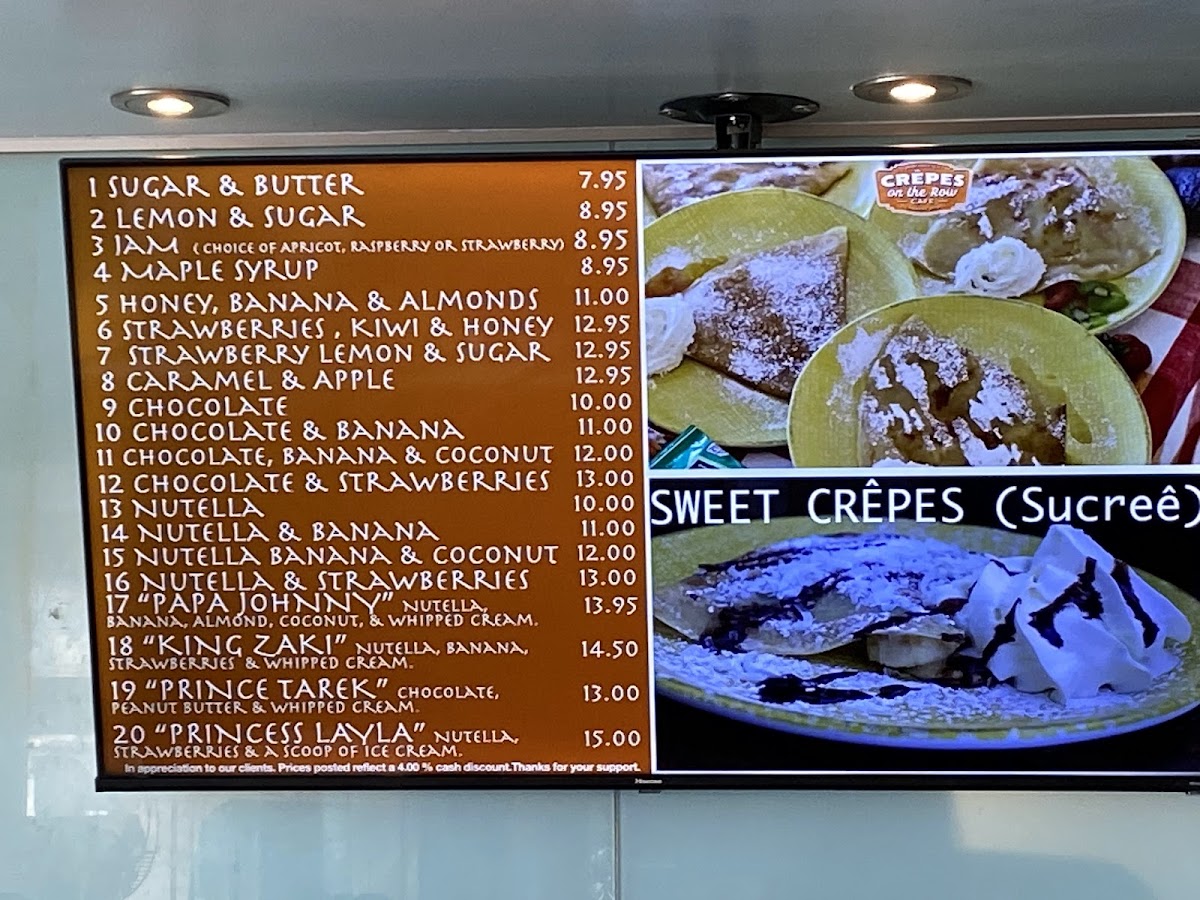 1 SUGAR & BUTTER 7.95
2 LEMON & SUGAR 8.95
3 JAM (CHOICE OF APRICOT, RASPBERRY OR STRAWBERRY) 8.95
4 MAPLE SYRUP 8.95
5 HONEY, BANANA & ALMONDS 11.00
6 STRAWBERRIES , KIWI & HONEY 12.95
7 STRAWBERRY LEMON & SUGAR 12.95
8 CARAMEL & APPLE 12.95
9 CHOCOLATE 10.00
10 CHOCOLATE & BANANA 11.00
11 CHOCOLATE, BANANA & COCONUT 12.00
12 CHOCOLATE & STRAWBERRIES 13.00
13 NUTELLA 10.00
14 NUTELLA & BANANA 11.00
15 NUTELLA BANANA & COCONUT 12.00
16 NUTELLA & STRAWBERRIES 13.00
17 "PAPA JOHNNY" NUTELLA, 13.95
BANANA, ALMOND, COCONUT, & WHIPPED CREAM.
18 "KING ZAKI" NUTELLA, BANANA, 14.50
STRAWBERRIES & WHIPPED CREAM.
19 "PRINCE TAREK" CHOCOLATE, 13.00
PEANUT BUTTER & WHIPPED CREAM.
20 "PRINCESS LAYLA" NUTELLA, 15.00
STRAWBERRIES & A SCOOP OF ICE CREAM.
In appreciation to our clients. Prices posted reflect a 4.00 % cash discount.Thanks for your support.
CRÊPES
on the Row
CAFE
SWEET CRÊPES (Sucreê)
Hisense